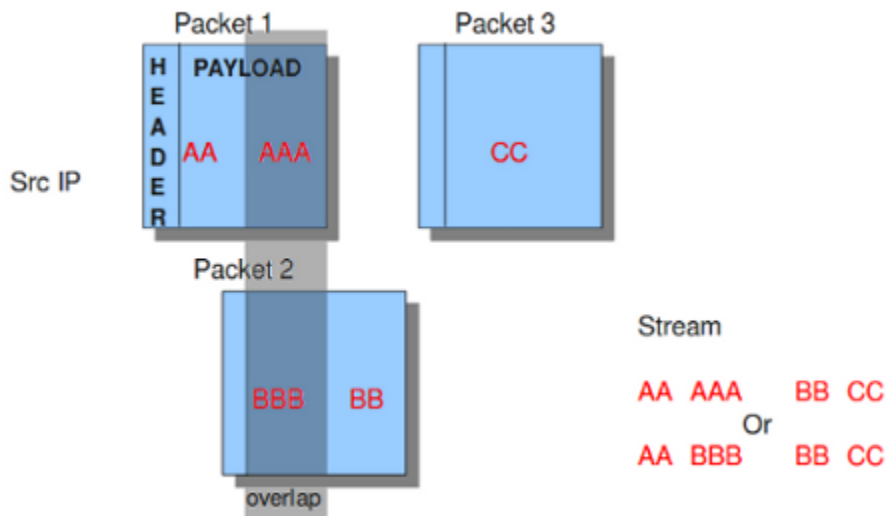 Packet 1
Packet 3
HEADER
PAYLOAD
AA AAA
CC
Src IP
Packet 2
BBB BB
overlap
Stream
AA AAA BB CC
Or
AA BBB BB CC